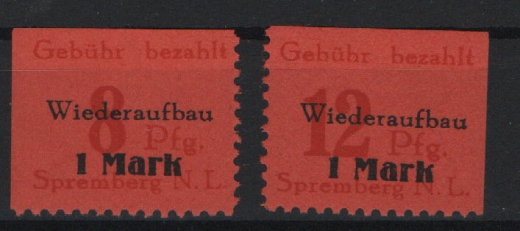 Gebühr bezahlt
Wiederaufbau
8 Pfg.
1 Mark
Spremberg N.L.
Gebühr bezahlt
Wiederaufbau
12 Pfg.
1 Mark
Spremberg N.L.